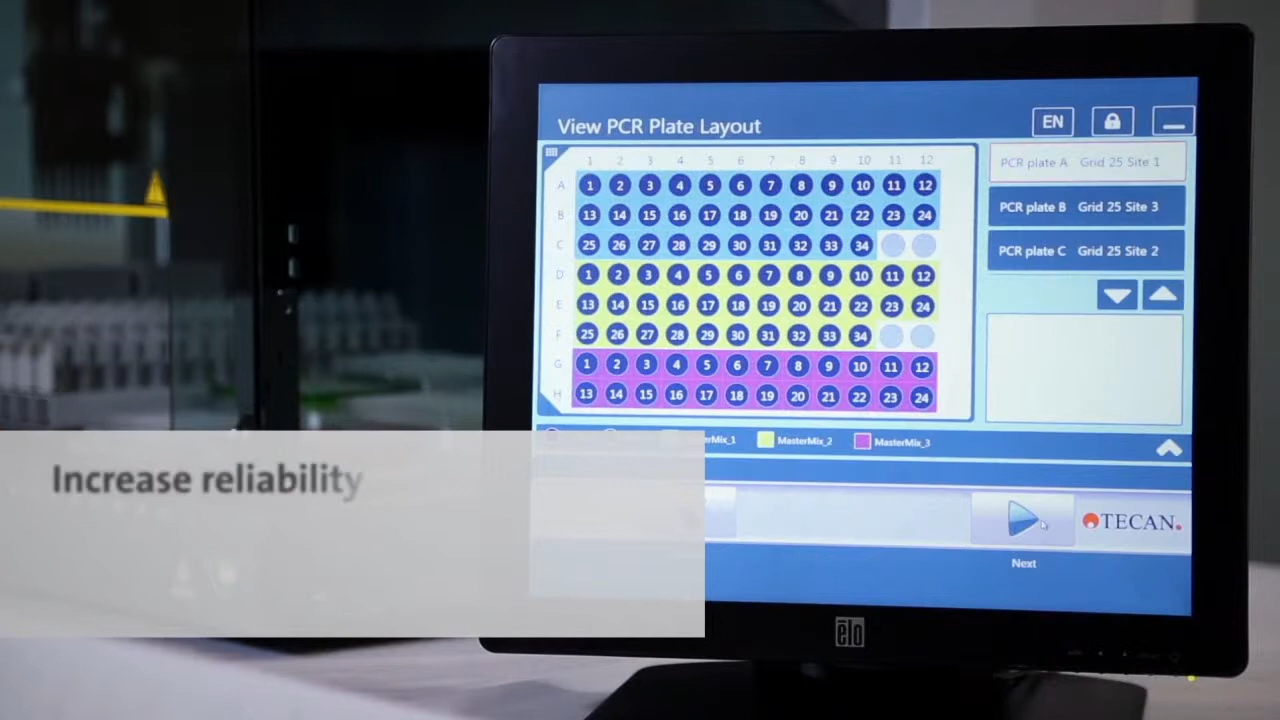 View PCR Plate Layout
EN
1 2 3 4 5 6 7 8 9 10 11 12
A 1 2 3 4 5 6 7 8 9 10 11 12
B 13 14 15 16 17 18 19 20 21 22 23 24
C 25 26 27 28 29 30 31 32 33 34
D 1 2 3 4 5 6 7 8 9 10 11 12
E 13 14 15 16 17 18 19 20 21 22 23 24
F 25 26 27 28 29 30 31 32 33 34
G 1 2 3 4 5 6 7 8 9 10 11 12
H 13 14 15 16 17 18 19 20 21 22 23 24
PCR plate A Grid 25 Site 1
PCR plate B Grid 25 Site 3
PCR plate C Grid 25 Site 2
MasterMix_2 MasterMix_3
Increase reliability
TECAN.
Next
elo